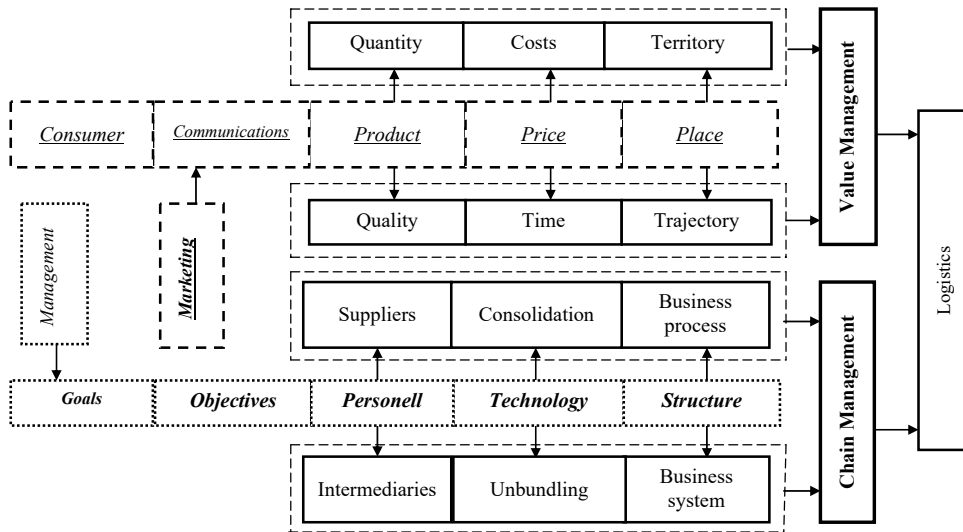 Quantity
Costs
Territory
Consumer
Communications
Product
Price
Place
Quality
Time
Trajectory
Value Management
Management
Marketing
Logistics
Suppliers
Consolidation
Business
process
Goals
Objectives
Personell
Technology
Structure
Chain Management
Intermediaries
Unbundling
Business
system